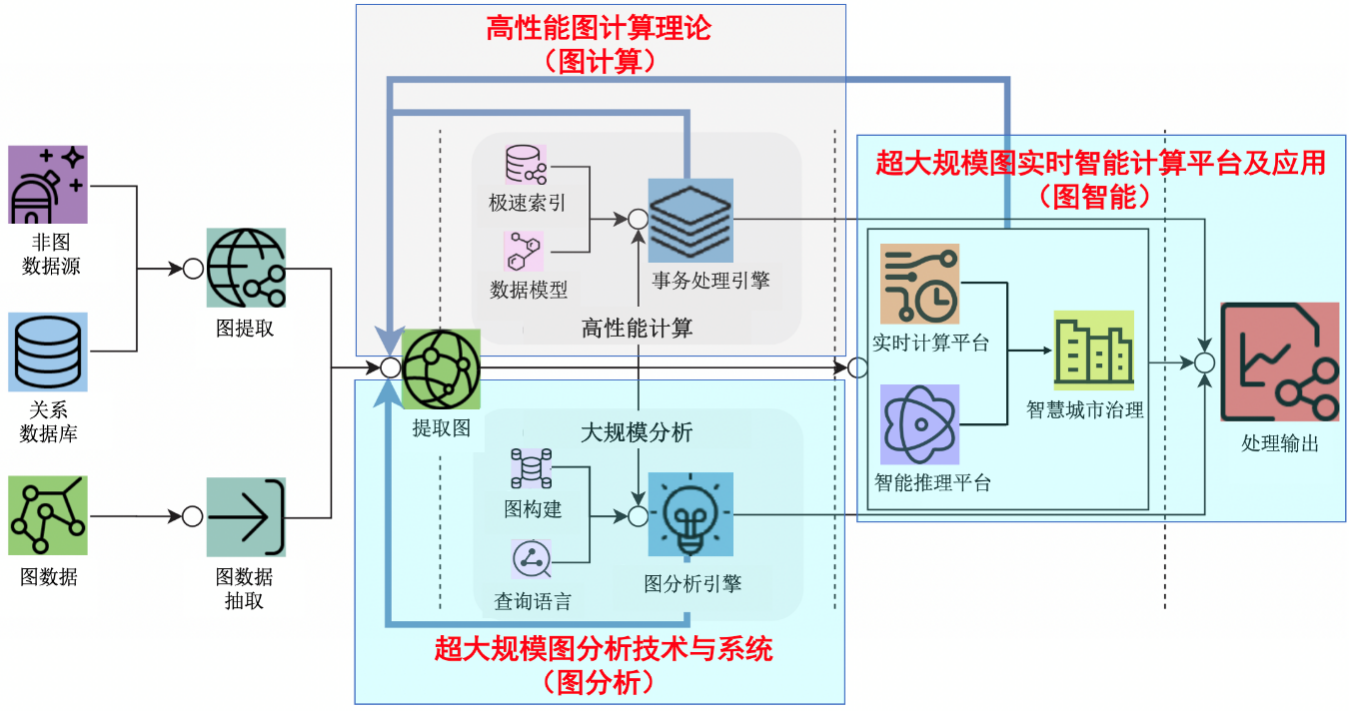 高性能图计算理论
（图计算）
非图
数据源
关系
数据库
图数据
图提取
图数据
抽取
极速索引
数据模型
事务处理引擎
高性能计算
提取图
大规模分析
图构建
查询语言
图分析引擎
超大规模图分析技术与系统
（图分析）
超大规模图实时智能计算平台及应用
（图智能）
实时计算平台
智能推理平台
智慧城市治理
处理输出